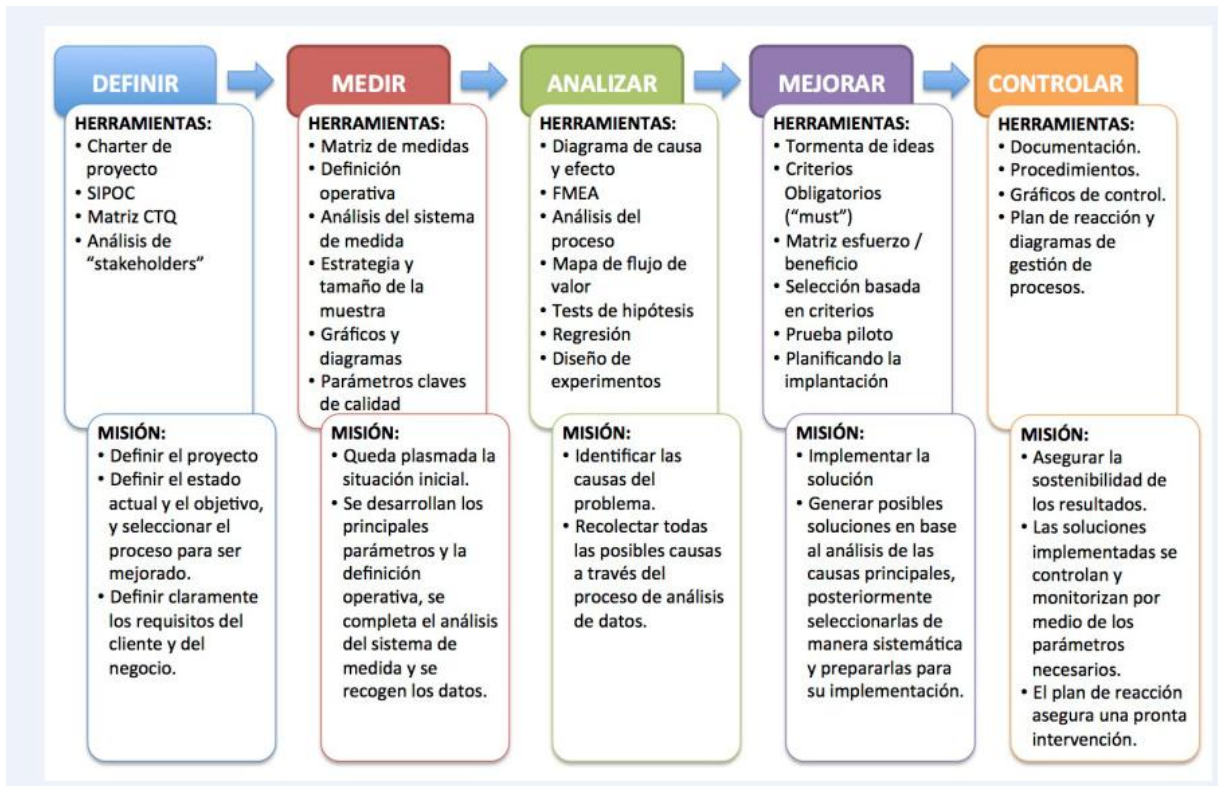 DEFINIR
HERRAMIENTAS:
• Charter de
proyecto
• SIPOC
• Matriz CTQ
• Análisis de
“stakeholders”
MISIÓN:
• Definir el proyecto
• Definir el estado
actual y el objetivo,
y seleccionar el
proceso para ser
mejorado.
• Definir claramente
los requisitos del
cliente y del
negocio.
MEDIR
HERRAMIENTAS:
• Matriz de medidas
• Definición
operativa
• Análisis del sistema
de medida
• Estrategia y
tamaño de la
muestra
• Gráficos y
diagramas
• Parámetros claves
de calidad
MISIÓN:
• Queda plasmada la
situación inicial.
• Se desarrollan los
principales
parámetros y la
definición
operativa, se
completa el análisis
del sistema de
medida y se
recogen los datos.
ANALIZAR
HERRAMIENTAS:
• Diagrama de causa
y efecto
• FMEA
• Análisis del
proceso
• Mapa de flujo de
valor
• Tests de hipótesis
• Regresión
• Diseño de
experimentos
MISIÓN:
• Identificar las
causas del
problema.
• Recolectar todas
las posibles causas
a través del
proceso de análisis
de datos.
MEJORAR
HERRAMIENTAS:
• Tormenta de ideas
• Criterios
Obligatorios
(“must”)
• Matriz esfuerzo /
beneficio
• Selección basada
en criterios
• Prueba piloto
• Planificando la
implantación
MISIÓN:
• Implementar la
solución
• Generar posibles
soluciones en base
al análisis de las
causas principales,
posteriormente
seleccionarlas de
manera sistemática
y prepararlas para
su implementación.
CONTROLAR
HERRAMIENTAS:
• Documentación.
• Procedimientos.
• Gráficos de control.
• Plan de reacción y
diagramas de
gestión de
procesos.
MISIÓN:
• Asegurar la
sostenibilidad de
los resultados.
• Las soluciones
implementadas se
controlan y
monitorizan por
medio de los
parámetros
necesarios.
• El plan de reacción
asegura una pronta
intervención.